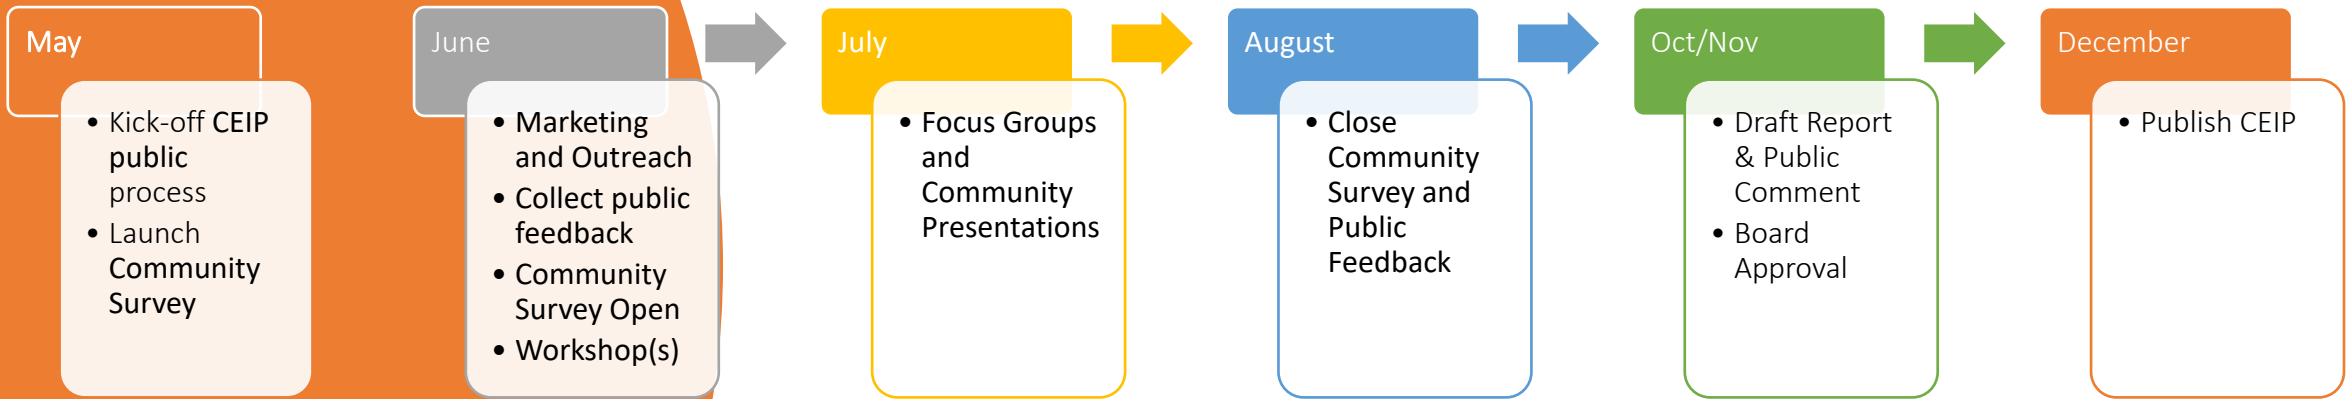 May
• Kick-off CEIP
public
process
• Launch
Community
Survey
June
• Marketing
and Outreach
• Collect public
feedback
• Community
Survey Open
• Workshop(s)
July
• Focus Groups
and
Community
Presentations
August
• Close
Community
Survey and
Public
Feedback
Oct/Nov
• Draft Report
& Public
Comment
• Board
Approval
December
• Publish CEIP